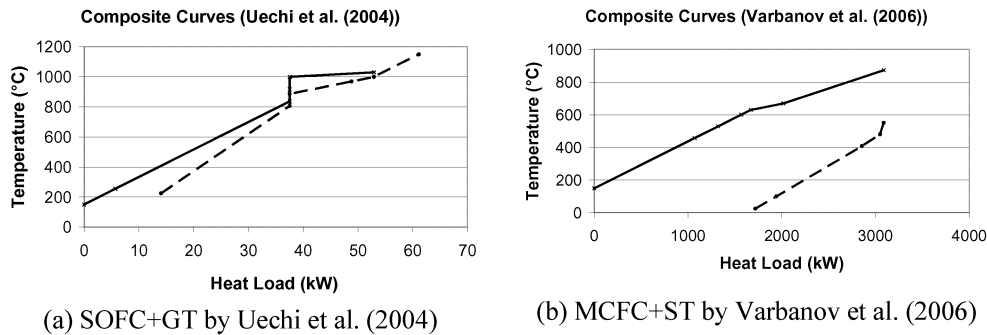 Composite Curves (Uechi et al. (2004))
Temperature (°C)
1200
1000
800
600
400
200
0
0 10 20 30 40 50 60 70
Heat Load (kW)
(a) SOFC+GT by Uechi et al. (2004)
Composite Curves (Varbanov et al. (2006))
Temperature (°C)
1000
800
600
400
200
0
0 1000 2000 3000 4000
Heat Load (kW)
(b) MCFC+ST by Varbanov et al. (2006)